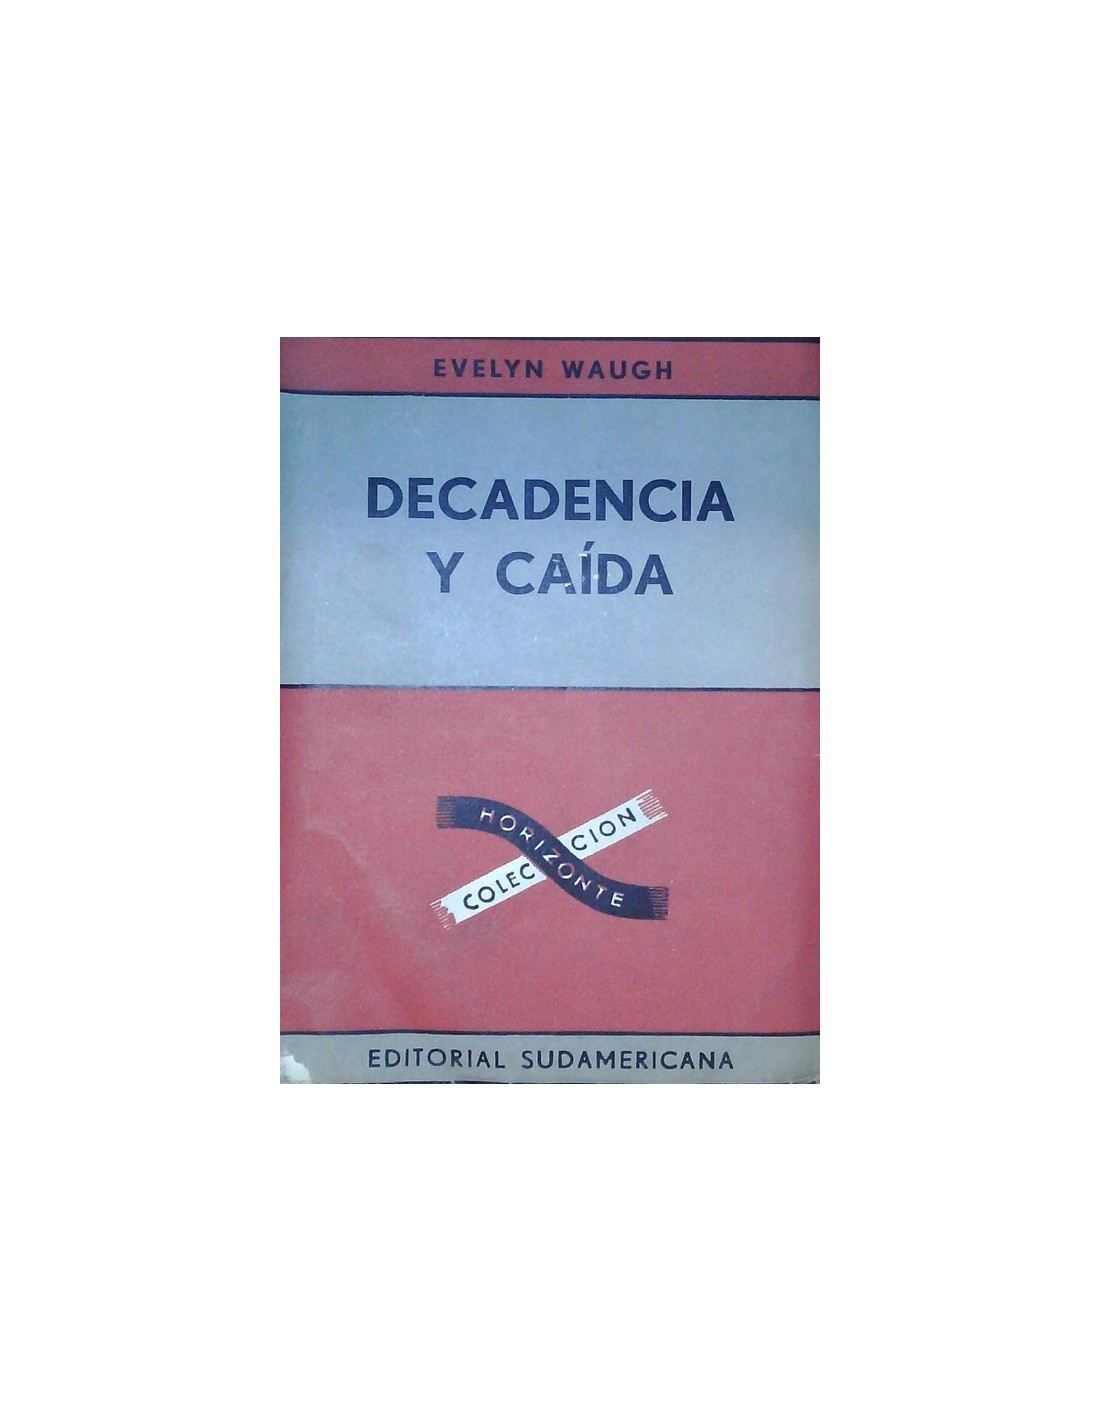 EVELYN WAUGH
DECADENCIA
Y CAÍDA
COLECCION
HORIZONTE
EDITORIAL SUDAMERICANA